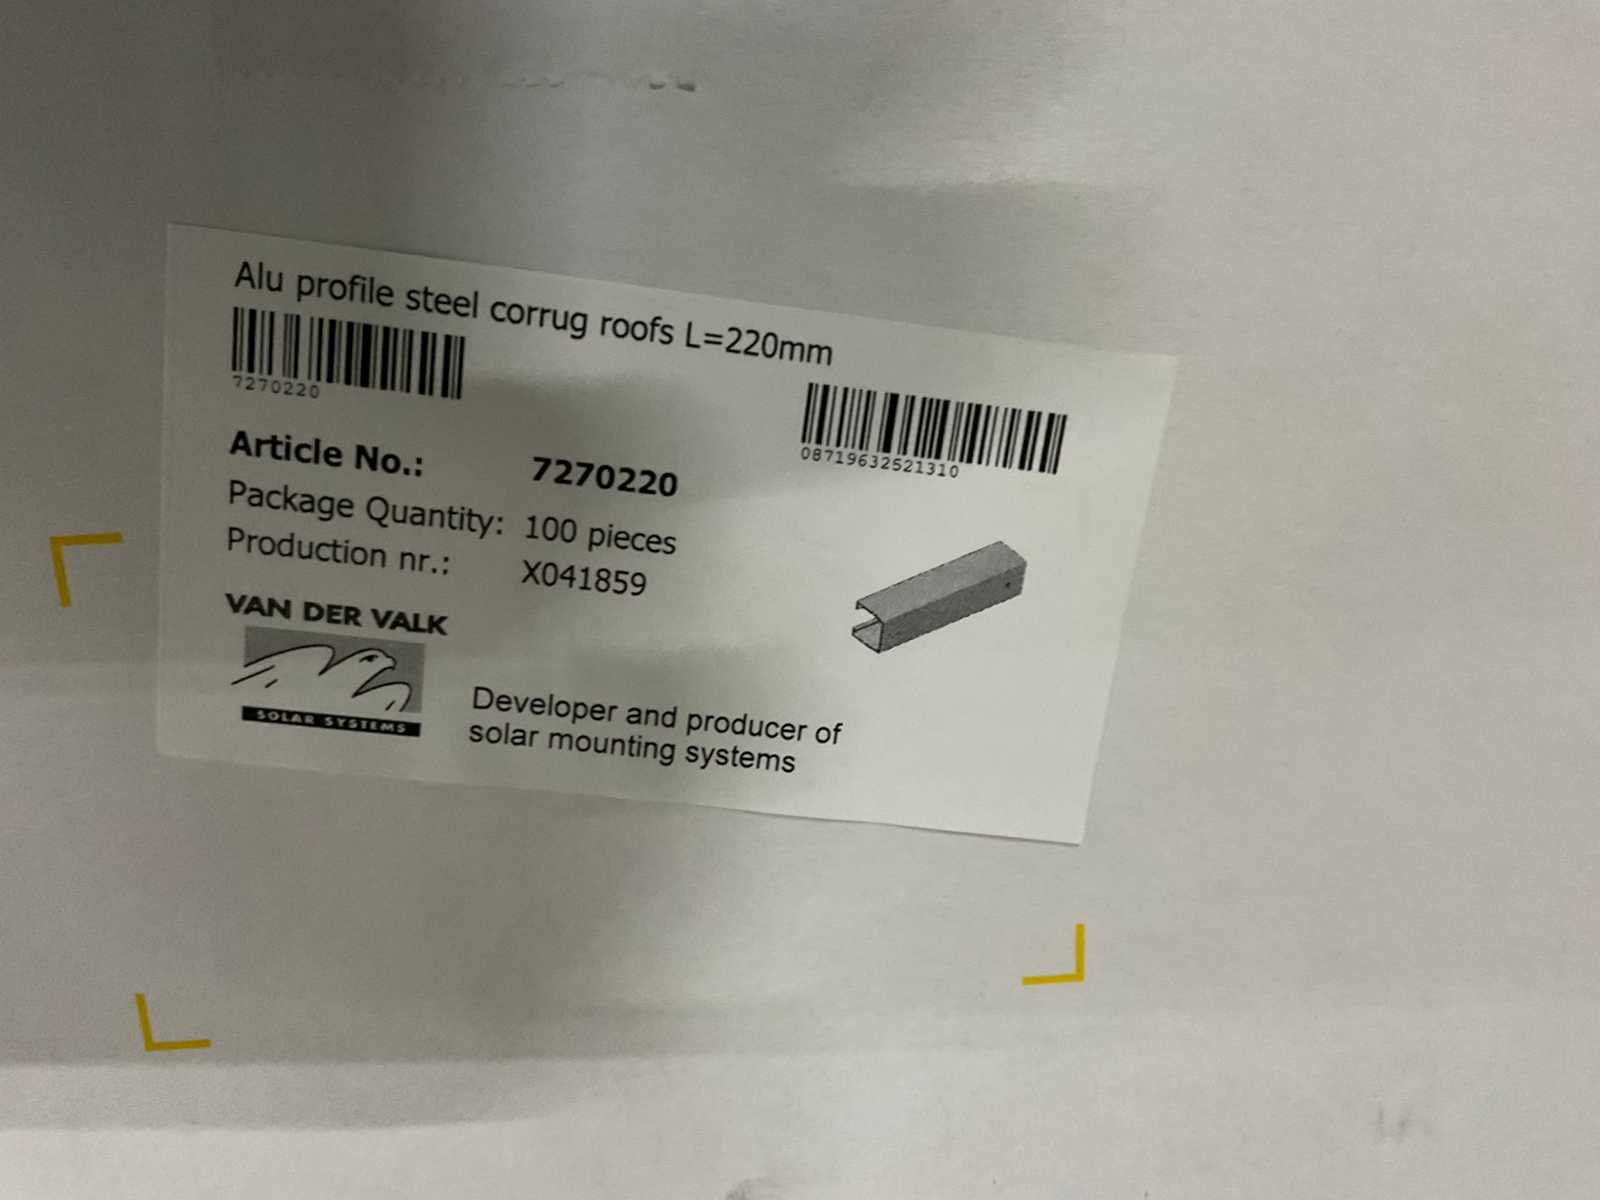 Alu profile steel corrug roofs L=220mm
7270220
08719632521310
Article No.: 7270220
Package Quantity: 100 pieces
Production nr.: X041859
VAN DER VALK
SOLAR SYSTEMS
Developer and producer of
solar mounting systems